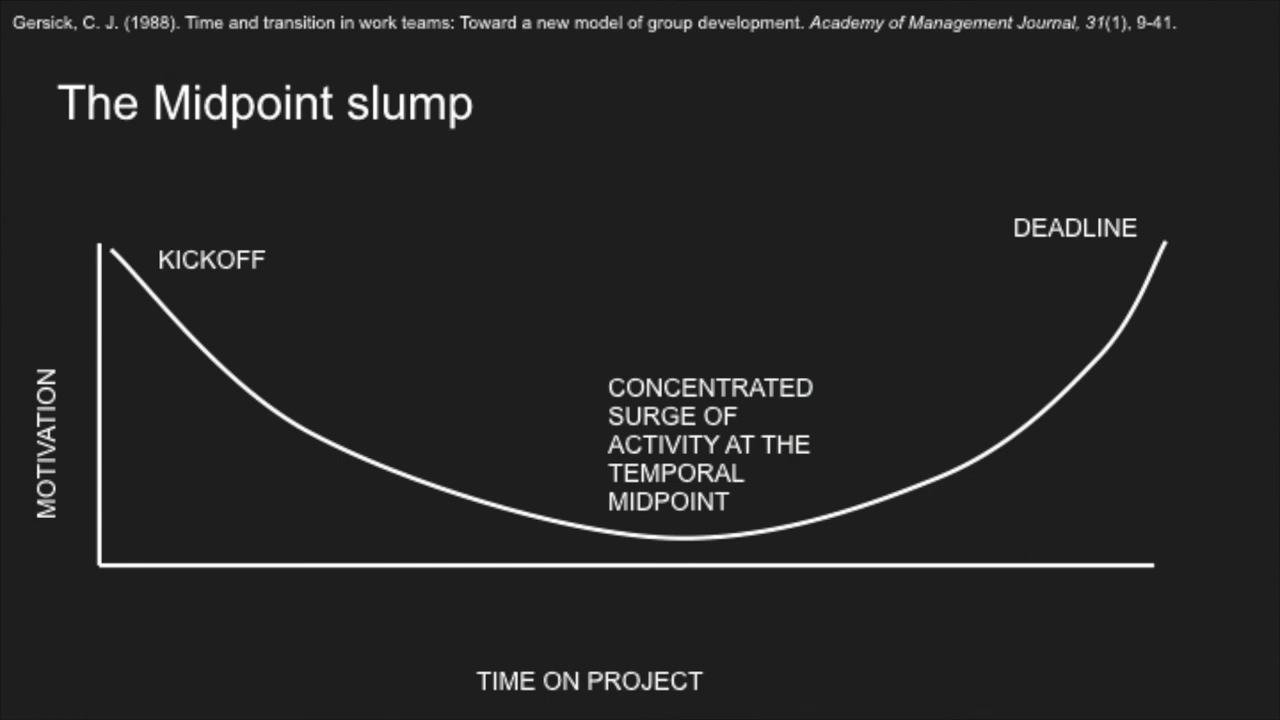 Gersick, C. J. (1988). Time and transition in work teams: Toward a new model of group development. Academy of Management Journal, 31(1), 9-41.
The Midpoint slump
DEADLINE
KICKOFF
CONCENTRATED
SURGE OF
ACTIVITY AT THE
TEMPORAL
MIDPOINT
MOTIVATION
TIME ON PROJECT